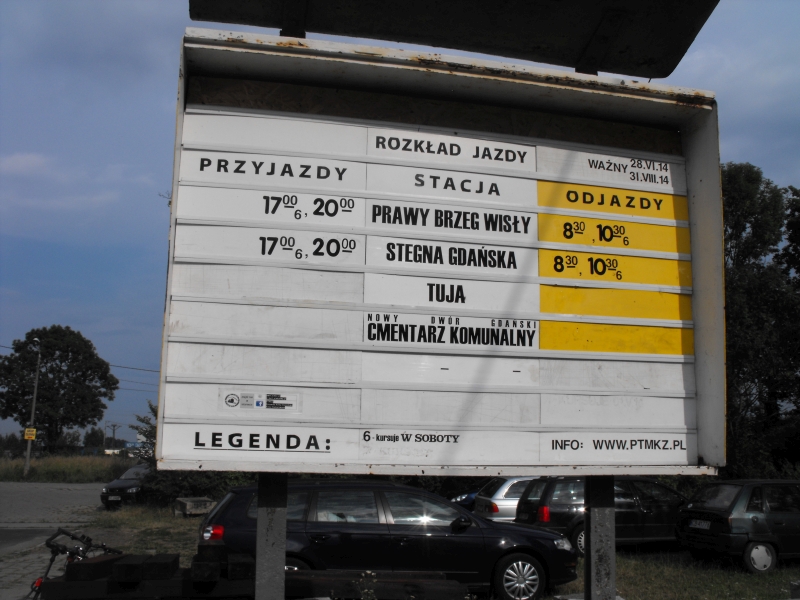 ROZKŁAD JAZDY
WAŻNY 28.VI.14
31.VIII.14
PRZYJAZDY STACJA ODJAZDY
17⁰⁰₆, 20⁰⁰ PRAWY BRZEG WISŁY 8³⁰, 10³⁰₆
17⁰⁰₆, 20⁰⁰ STEGNA GDAŃSKA 8³⁰, 10³⁰₆
TUJA
NOWY DWÓR GDAŃSKI
CMENTARZ KOMUNALNY
– –
LEGENDA: 6 - kursuje W SOBOTY INFO: WWW.PTMKZ.PL